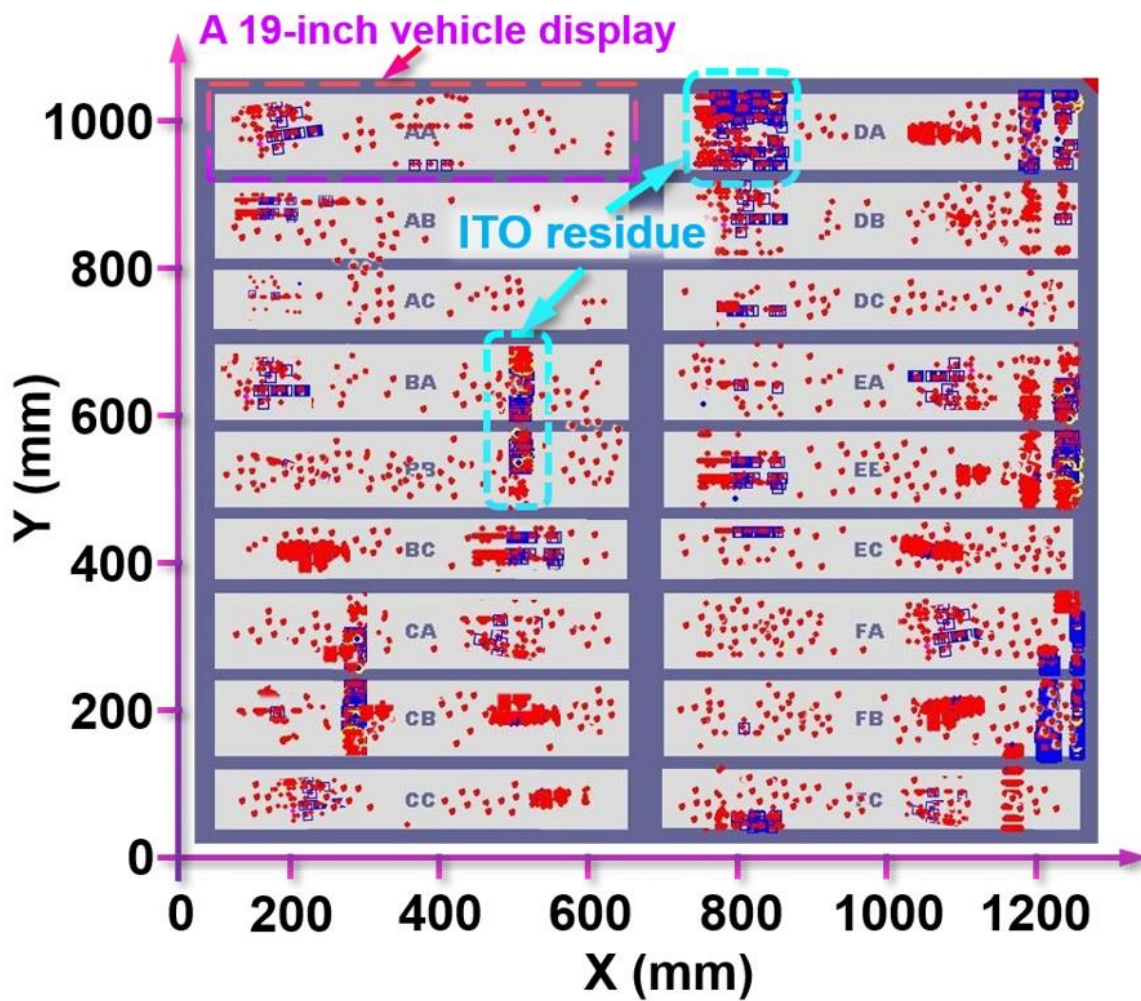 A 19-inch vehicle display
1000
AA
DA
AB
DB
ITO residue
800
AC
DC
BA
EA
600
Y (mm)
BC
EC
400
CA
FA
200
CB
FB
CC
0
0 200 400 600 800 1000 1200
X (mm)